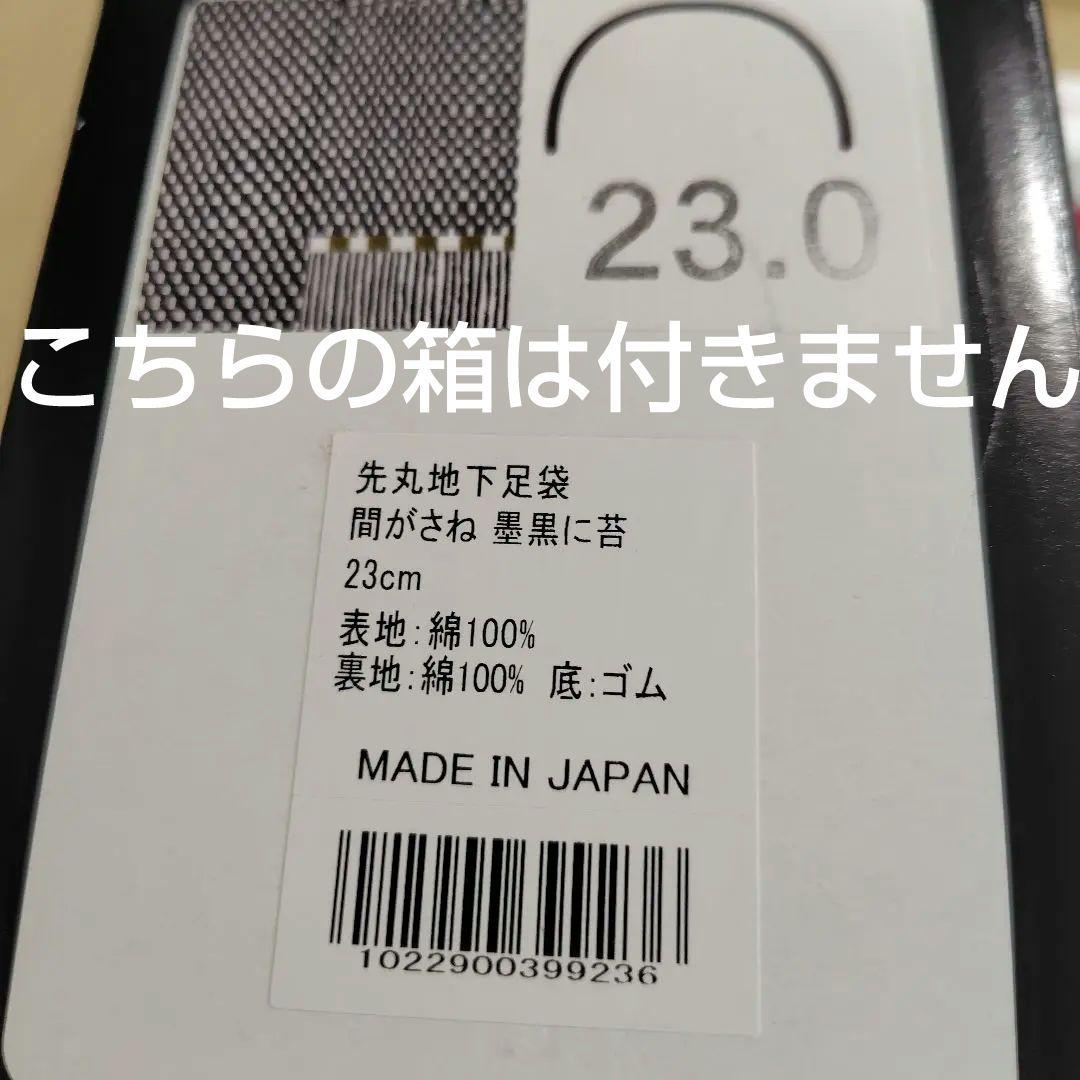 23.0
こちらの箱は付きません
先丸地下足袋
間がさね 墨黒に苔
23cm
表地:綿100%
裏地:綿100% 底:ゴム
MADE IN JAPAN
1022900399236